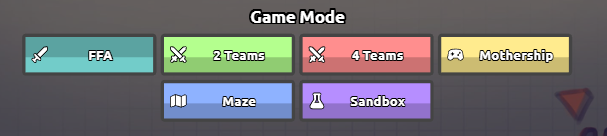 Game Mode
FFA 2 Teams 4 Teams Mothership
Maze Sandbox